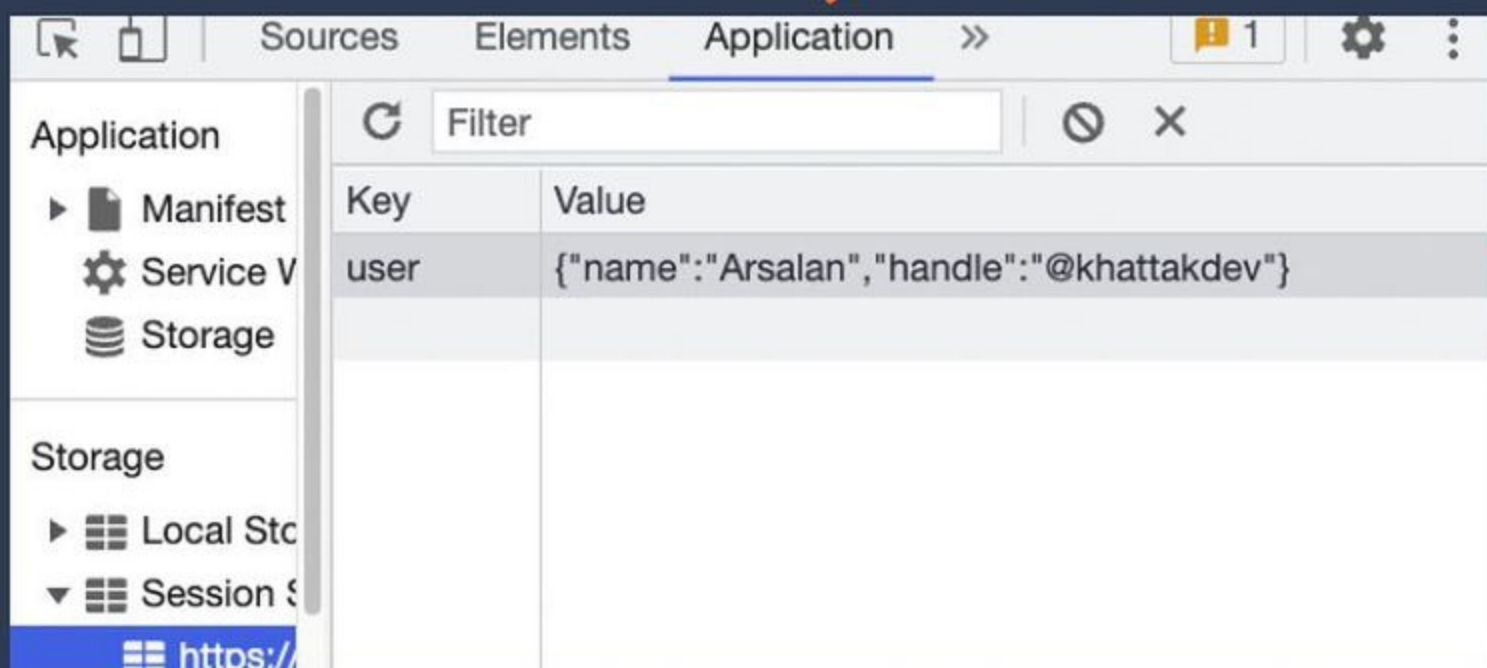 Sources Elements Application » 1
Filter
Application
Manifest
Service W
Storage
Key Value
user {"name":"Arsalan","handle":"@khattakdev"}
Storage
Local Sto
Session S
https://